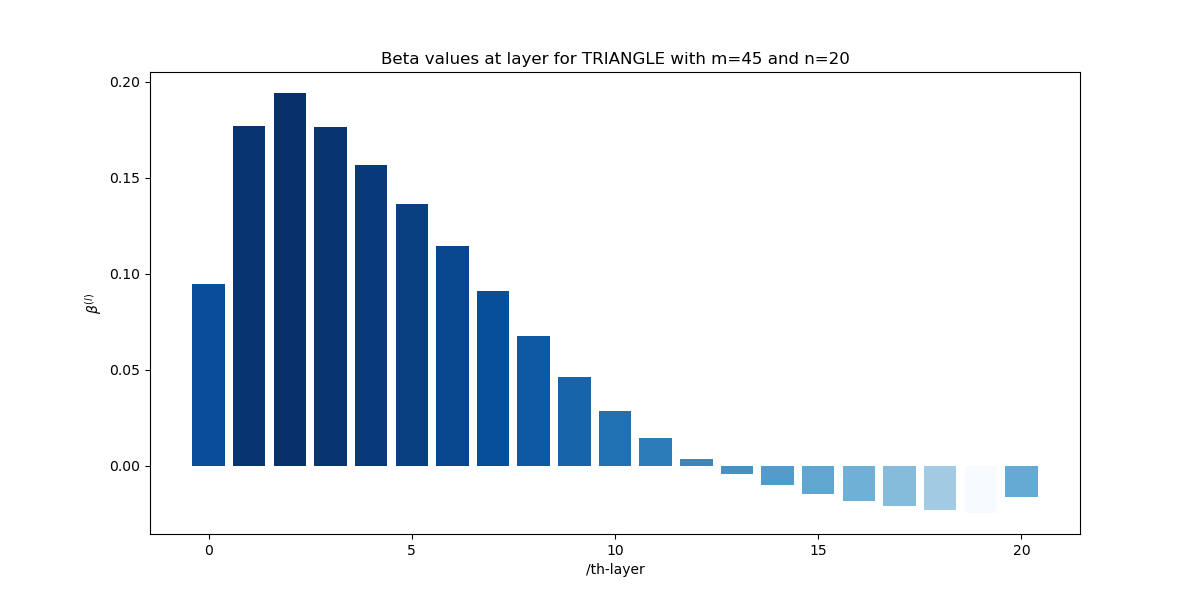 Beta values at layer for TRIANGLE with m=45 and n=20
0.20
0.15
0.10
0.05
0.00
β⁽ˡ⁾
0 5 10 15 20
/th-layer